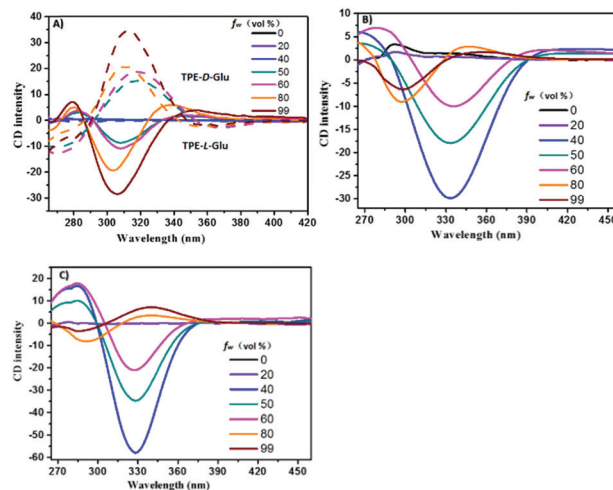 A)
f_w（vol %）
TPE-D-Glu
TPE-L-Glu
0
20
40
50
60
80
99
CD intensity
40
30
20
10
0
-10
-20
-30
280 300 320 340 360 380 400 420
Wavelength (nm)
B)
f_w（vol %）
0
20
40
50
60
80
99
CD intensity
15
10
5
0
-5
-10
-15
-20
-25
-30
270 300 330 360 390 420 450
Wavelength (nm)
C)
f_w（vol %）
0
20
40
50
60
80
99
CD intensity
20
10
0
-10
-20
-30
-40
-50
-60
265 300 330 360 390 420 450
Wavelength (nm)